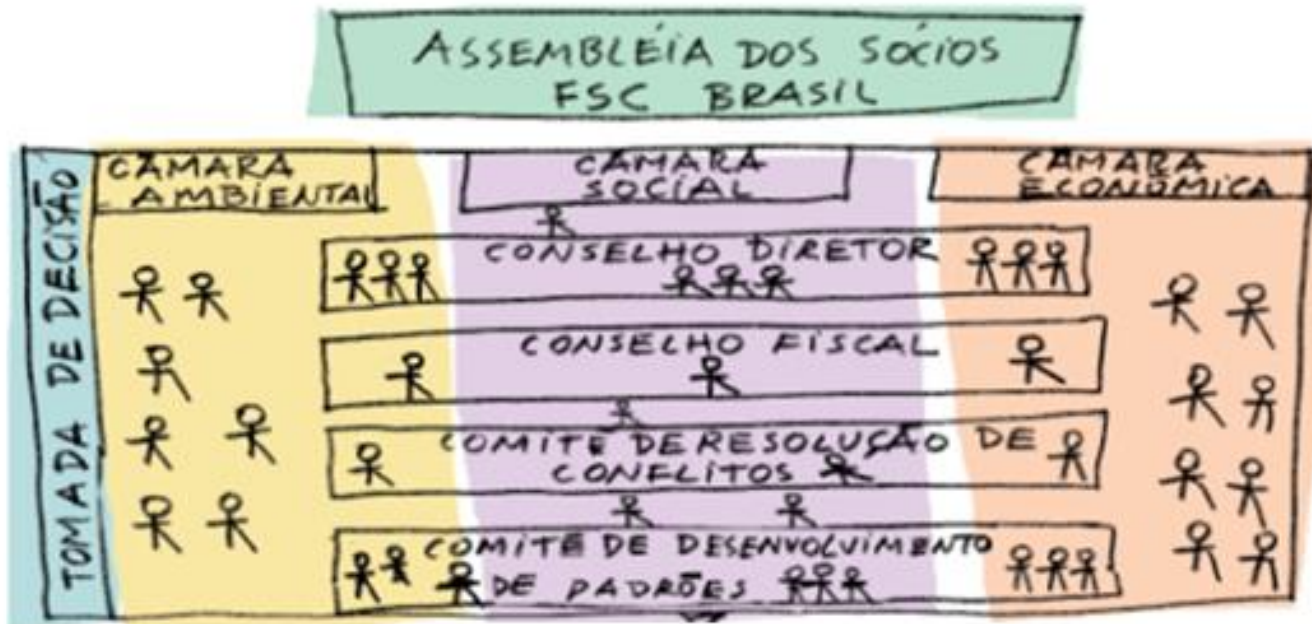 ASSEMBLÉIA DOS SÓCIOS
FSC BRASIL
TOMADA DE DECISÃO
CÂMARA
AMBIENTAL
CÂMARA
SOCIAL
CÂMARA
ECONÔMICA
CONSELHO DIRETOR
CONSELHO FISCAL
COMITÊ DE RESOLUÇÃO DE
CONFLITOS
COMITÊ DE DESENVOLVIMENTO
DE PADRÕES